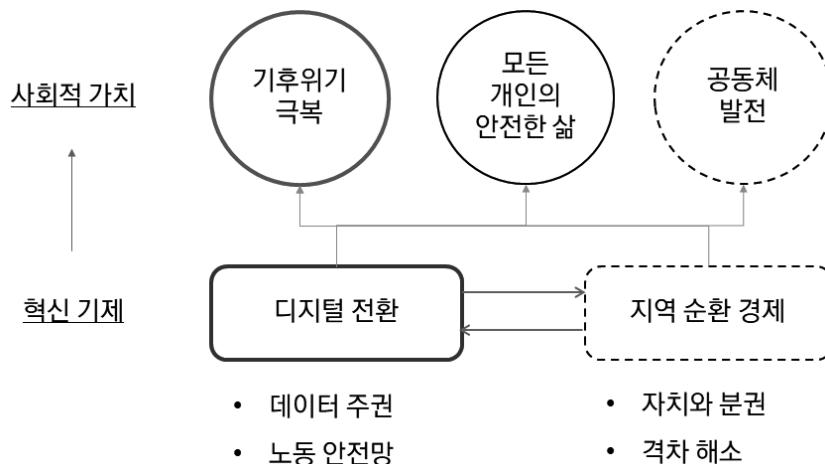 사회적 가치
기후위기
극복
모든
개인의
안전한 삶
공동체
발전
혁신 기제
디지털 전환
지역 순환 경제
• 데이터 주권
• 노동 안전망
• 자치와 분권
• 격차 해소